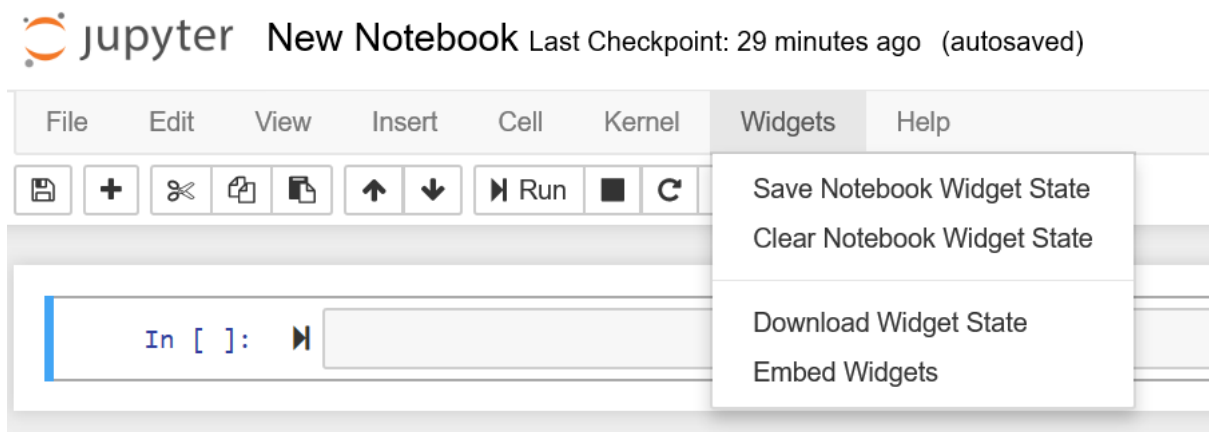 jupyter New Notebook Last Checkpoint: 29 minutes ago (autosaved)
File Edit View Insert Cell Kernel Widgets Help
Run
Save Notebook Widget State
Clear Notebook Widget State
Download Widget State
Embed Widgets
In [ ]: